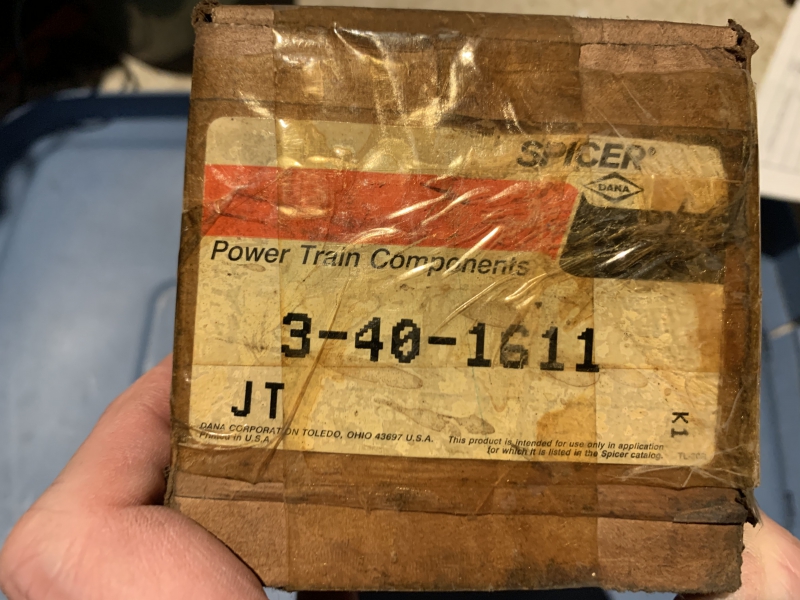 SPICER®
DANA
Power Train Components
3-40-1611
JT
K1
DANA CORPORATION TOLEDO, OHIO 43697 U.S.A.
Printed in U.S.A.
This product is intended for use only in application
for which it is listed in the Spicer catalog.